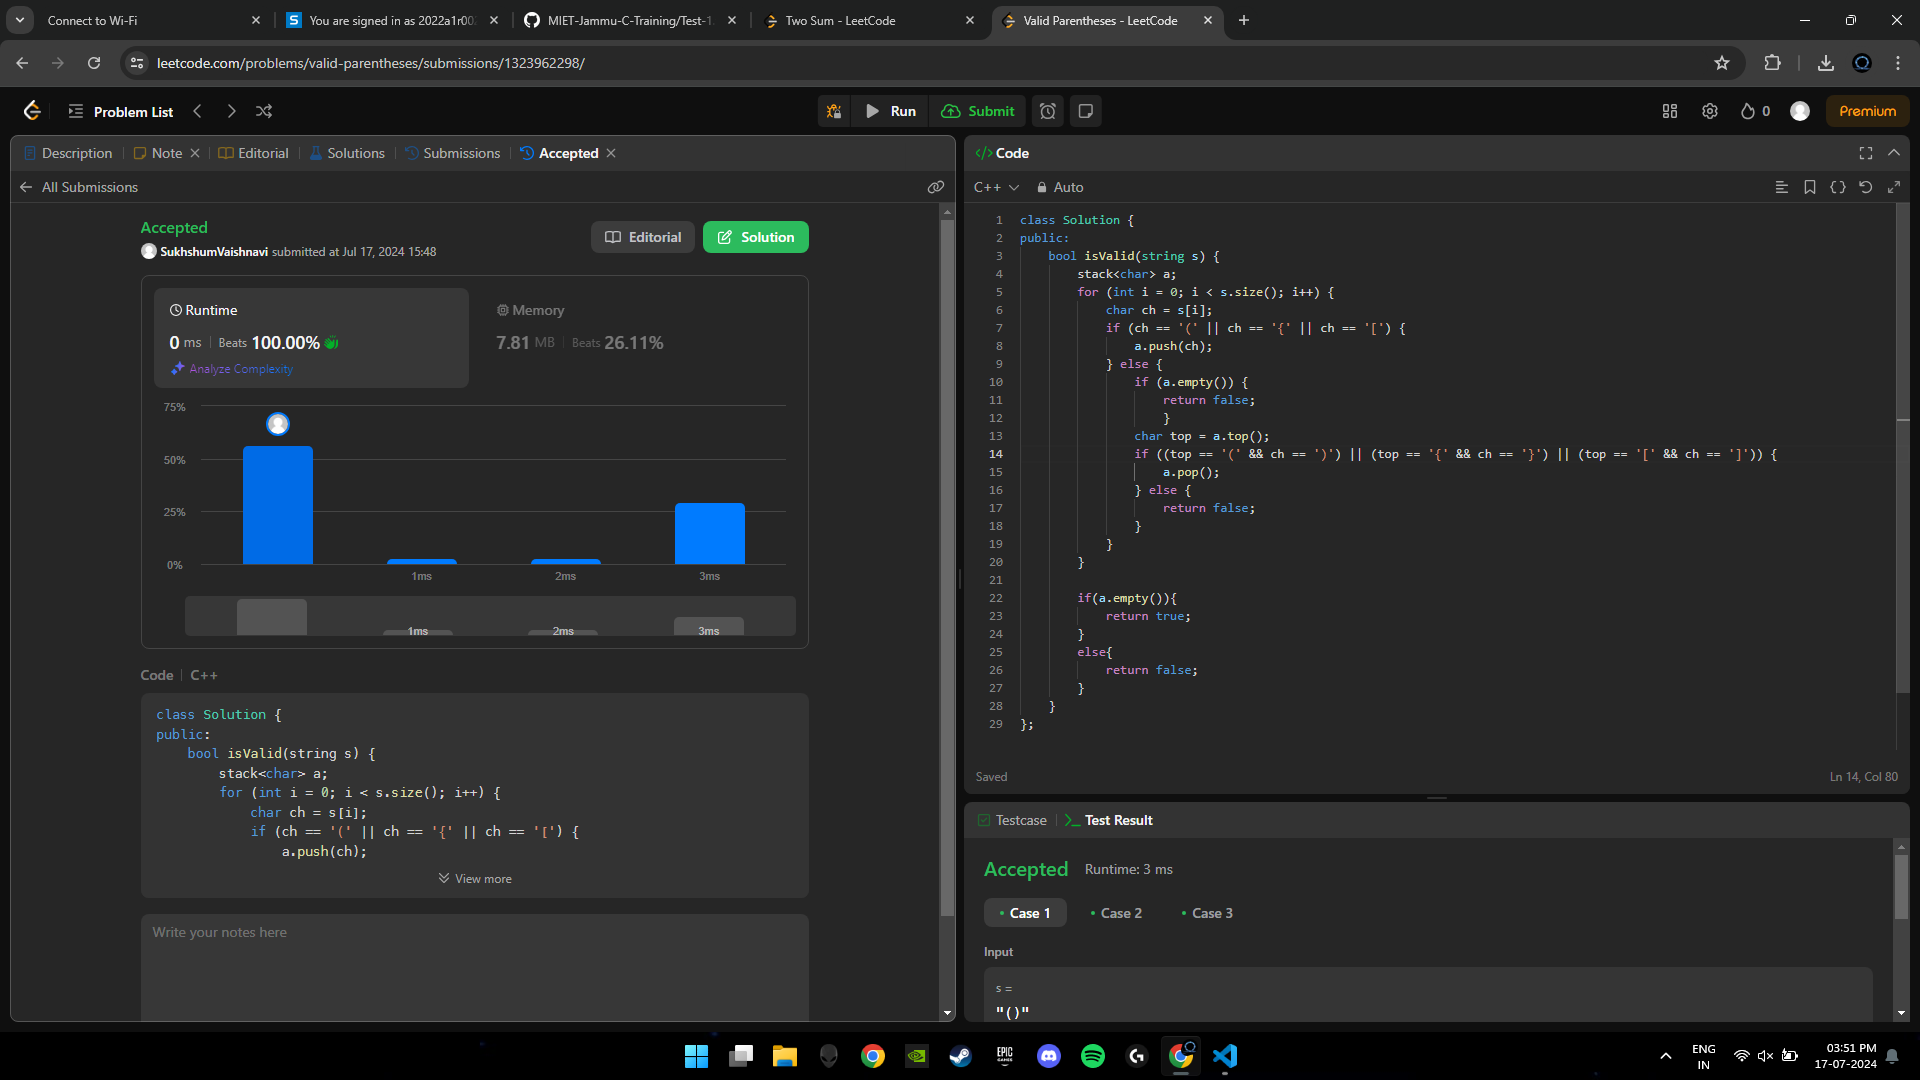 Connect to Wi-Fi
You are signed in as 2022a1r00
MIET-Jammu-C-Training/Test-1
Two Sum - LeetCode
Valid Parentheses - LeetCode
leetcode.com/problems/valid-parentheses/submissions/1323962298/
Problem List
Run
Submit
0
Premium
Description
Note
Editorial
Solutions
Submissions
Accepted
All Submissions
Accepted
SukhshumVaishnavi submitted at Jul 17, 2024 15:48
Editorial
Solution
Runtime
0 ms Beats 100.00%
Analyze Complexity
Memory
7.81 MB Beats 26.11%
75%
50%
25%
0%
1ms 2ms 3ms
1ms 2ms 3ms
Code C++
class Solution {
public:
    bool isValid(string s) {
        stack<char> a;
        for (int i = 0; i < s.size(); i++) {
            char ch = s[i];
            if (ch == '(' || ch == '{' || ch == '[') {
                a.push(ch);
View more
Write your notes here
</> Code
C++ Auto
1 class Solution {
2 public:
3     bool isValid(string s) {
4         stack<char> a;
5         for (int i = 0; i < s.size(); i++) {
6             char ch = s[i];
7             if (ch == '(' || ch == '{' || ch == '[') {
8                 a.push(ch);
9             } else {
10                 if (a.empty()) {
11                     return false;
12                     }
13                 char top = a.top();
14                 if ((top == '(' && ch == ')') || (top == '{' && ch == '}') || (top == '[' && ch == ']')) {
15                     a.pop();
16                 } else {
17                     return false;
18                 }
19             }
20         }
21
22         if(a.empty()){
23             return true;
24         }
25         else{
26             return false;
27         }
28     }
29 };
Saved
Ln 14, Col 80
Testcase
Test Result
Accepted Runtime: 3 ms
Case 1 Case 2 Case 3
Input
s =
"()"
EPIC GAMES
ENG
IN
03:51 PM
17-07-2024